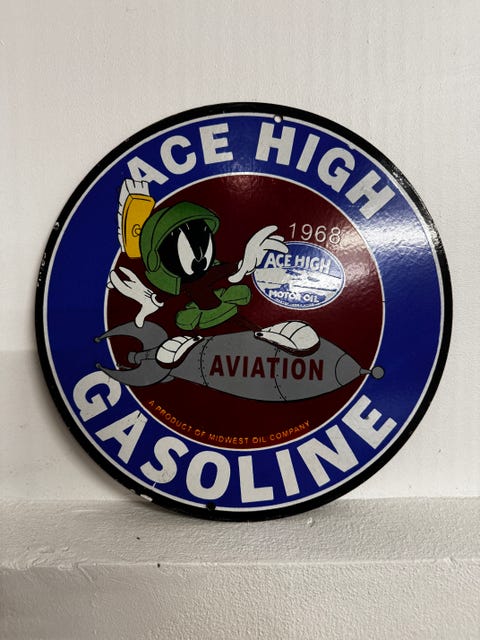 ACE HIGH
1968
ACE HIGH
MOTOR OIL
AVIATION
A PRODUCT OF MIDWEST OIL COMPANY
GASOLINE